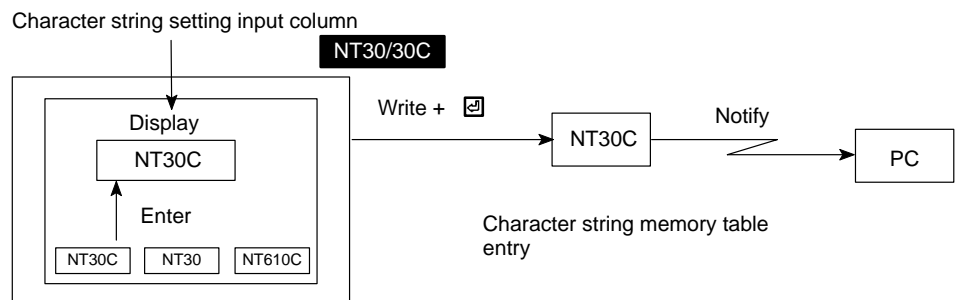 Character string setting input column
NT30/30C
Display
NT30C
Enter
NT30C NT30 NT610C
Write + ↵
NT30C
Notify
PC
Character string memory table
entry